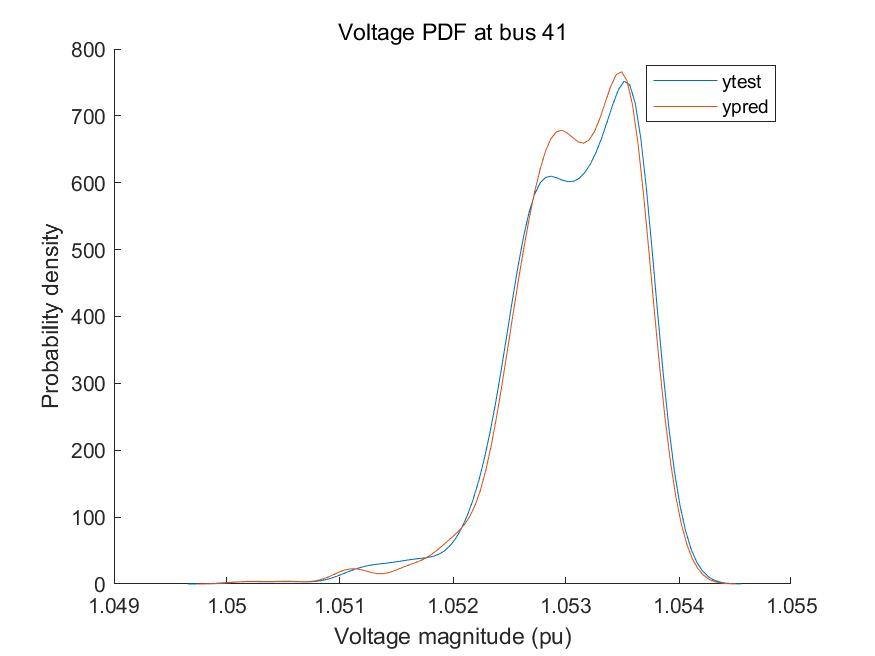 Voltage PDF at bus 41
800
700
600
500
400
300
200
100
0
Probability density
ytest
ypred
1.049 1.05 1.051 1.052 1.053 1.054 1.055
Voltage magnitude (pu)